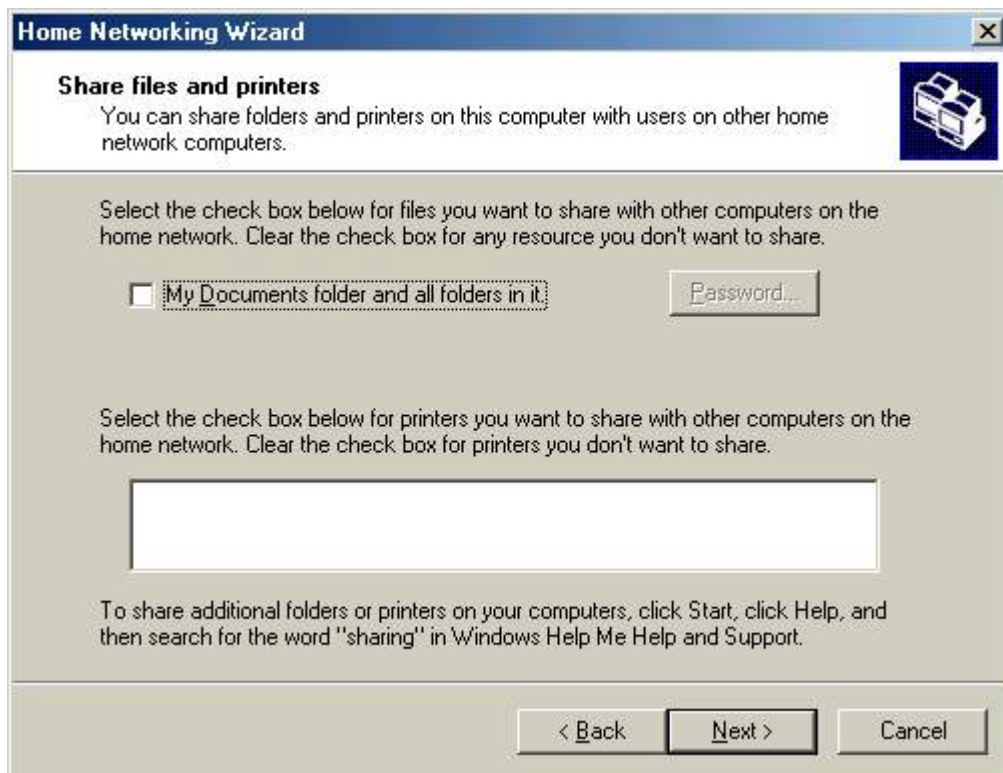 Home Networking Wizard
Share files and printers
You can share folders and printers on this computer with users on other home
network computers.
Select the check box below for files you want to share with other computers on the
home network. Clear the check box for any resource you don't want to share.
My Documents folder and all folders in it.
Password...
Select the check box below for printers you want to share with other computers on the
home network. Clear the check box for printers you don't want to share.
To share additional folders or printers on your computers, click Start, click Help, and
then search for the word "sharing" in Windows Help Me Help and Support.
< Back
Next >
Cancel